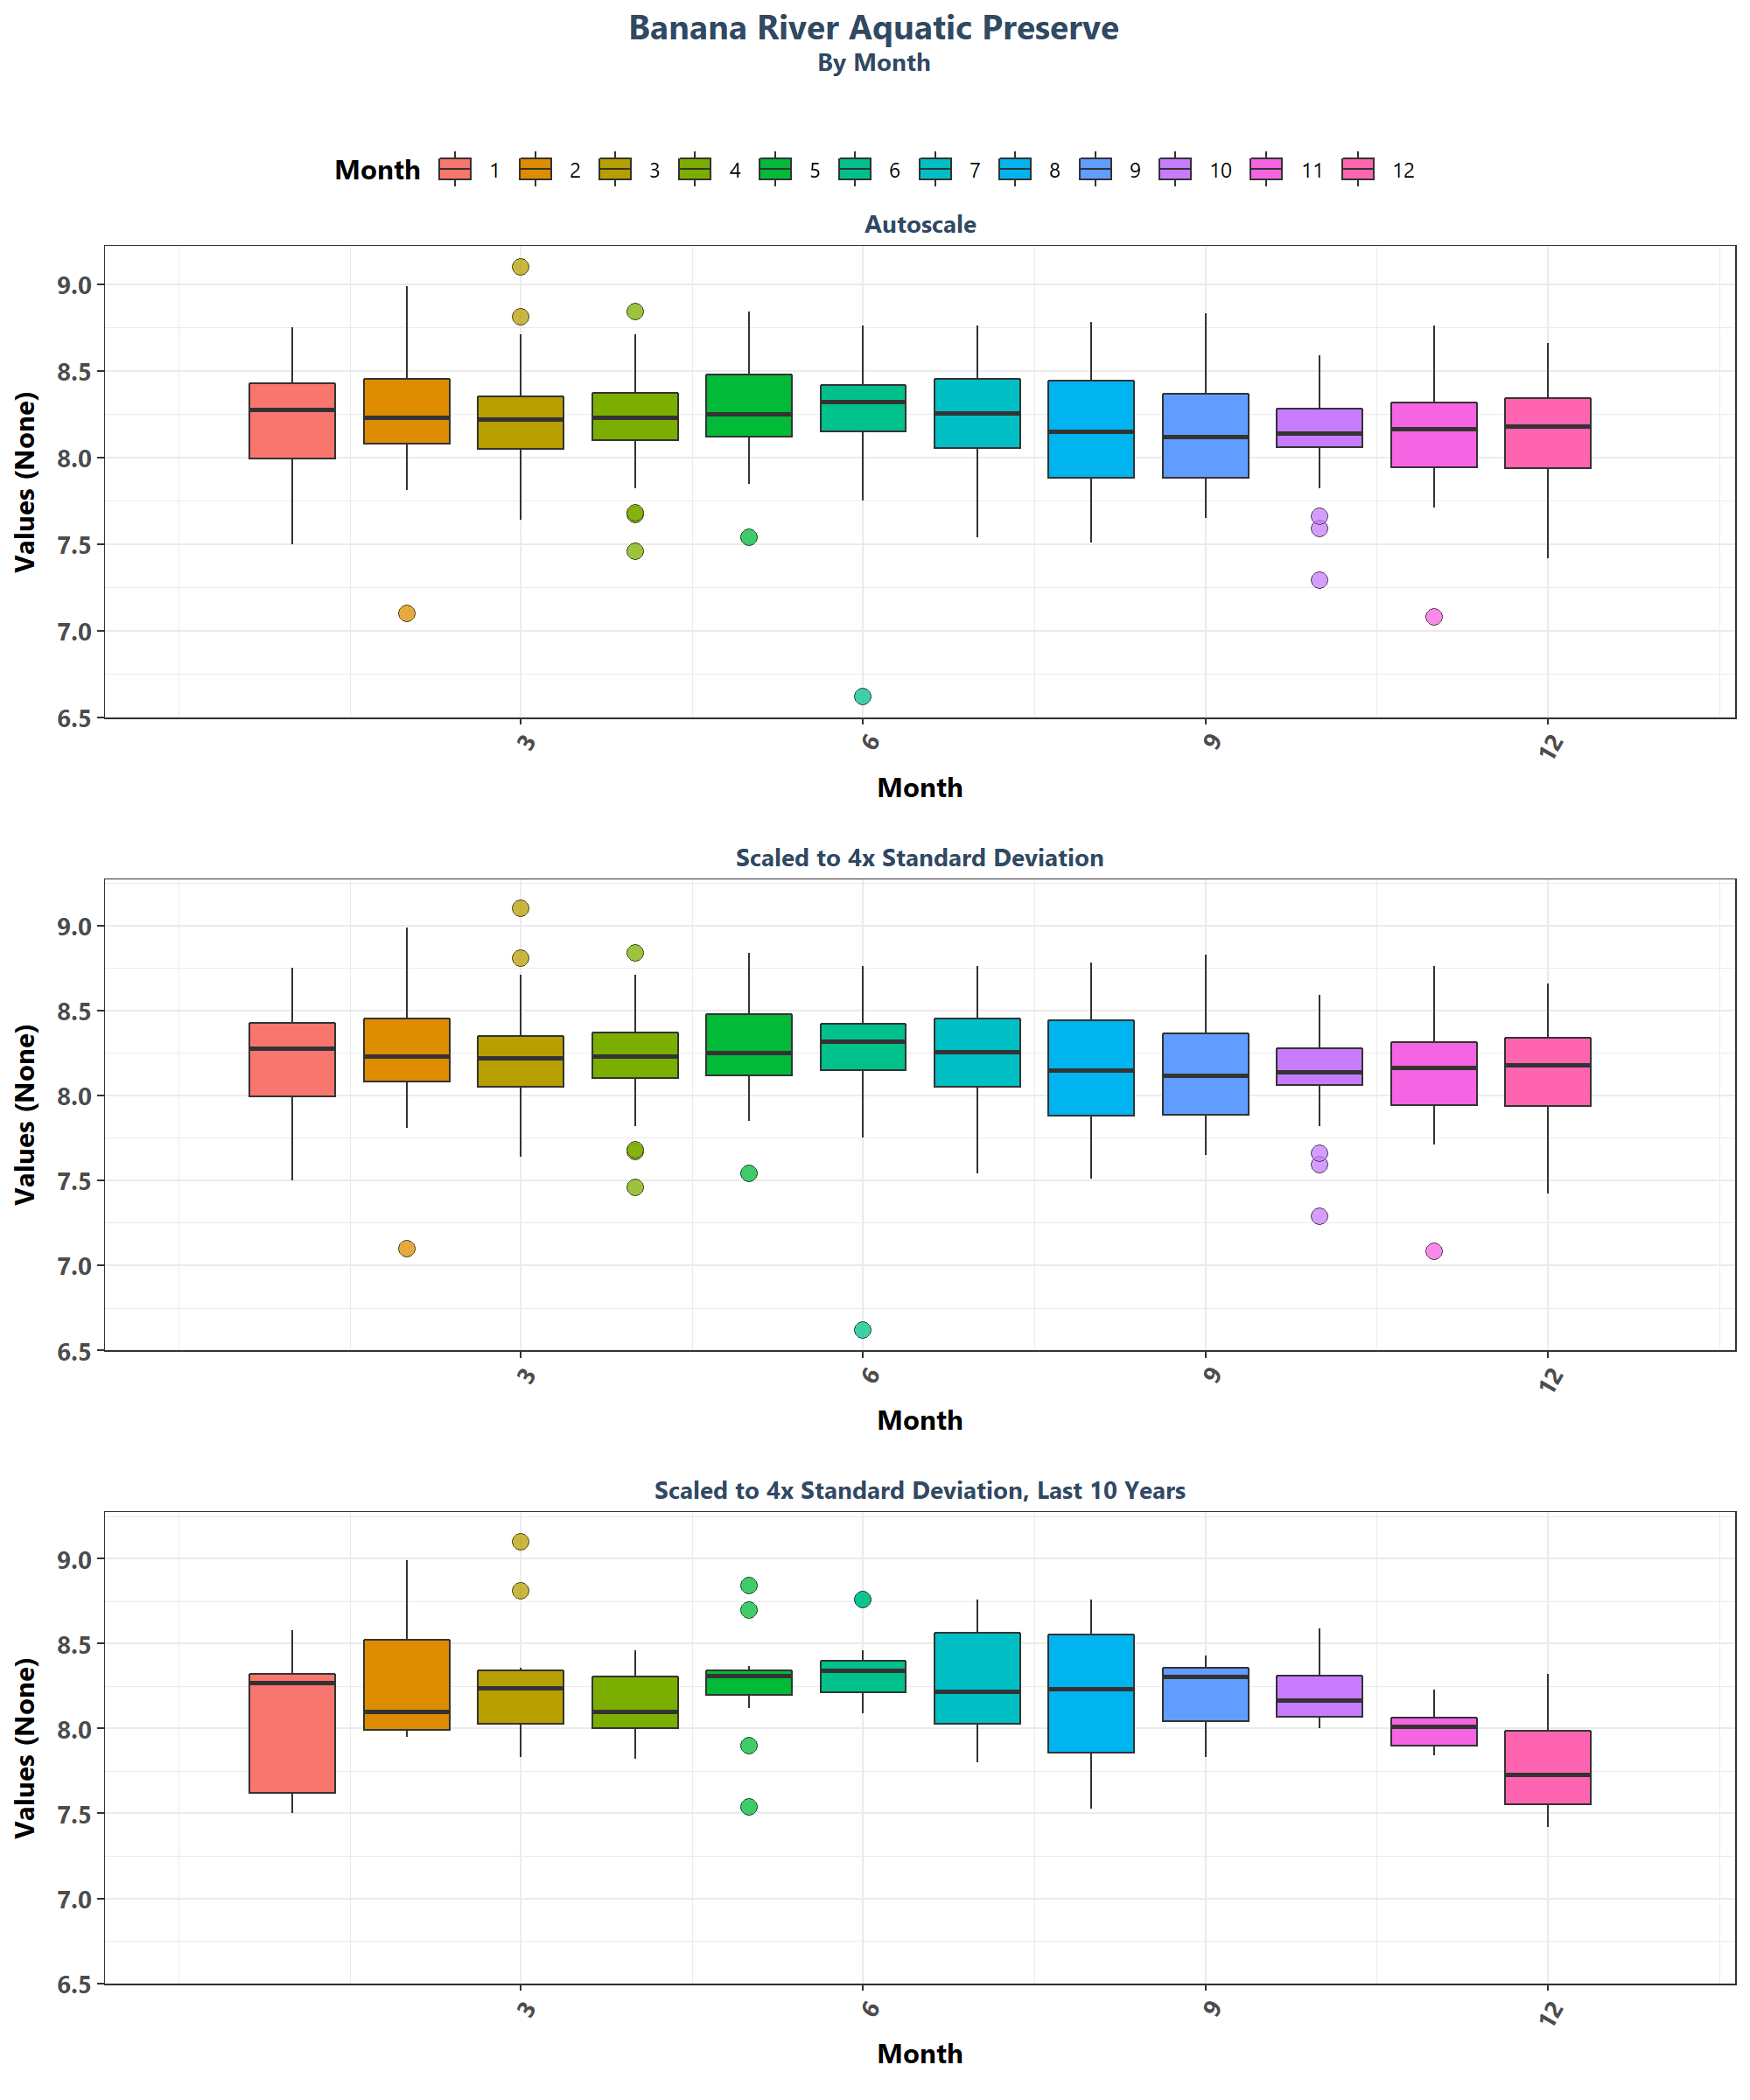 Banana River Aquatic Preserve
By Month
Month 1 2 3 4 5 6 7 8 9 10 11 12
Autoscale
Values (None)
9.0
8.5
8.0
7.5
7.0
6.5
3 6 9 12
Month
Scaled to 4x Standard Deviation
Values (None)
9.0
8.5
8.0
7.5
7.0
6.5
3 6 9 12
Month
Scaled to 4x Standard Deviation, Last 10 Years
Values (None)
9.0
8.5
8.0
7.5
7.0
6.5
3 6 9 12
Month